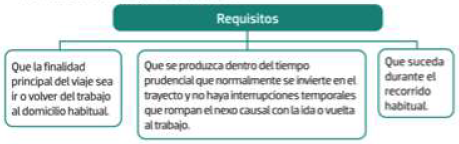 Requisitos
Que la finalidad
principal del viaje sea
ir o volver del trabajo
al domicilio habitual.
Que se produzca dentro del tiempo
prudencial que normalmente se invierte en el
trayecto y no haya interrupciones temporales
que rompan el nexo causal con la ida o vuelta
al trabajo.
Que suceda
durante el
recorrido
habitual.